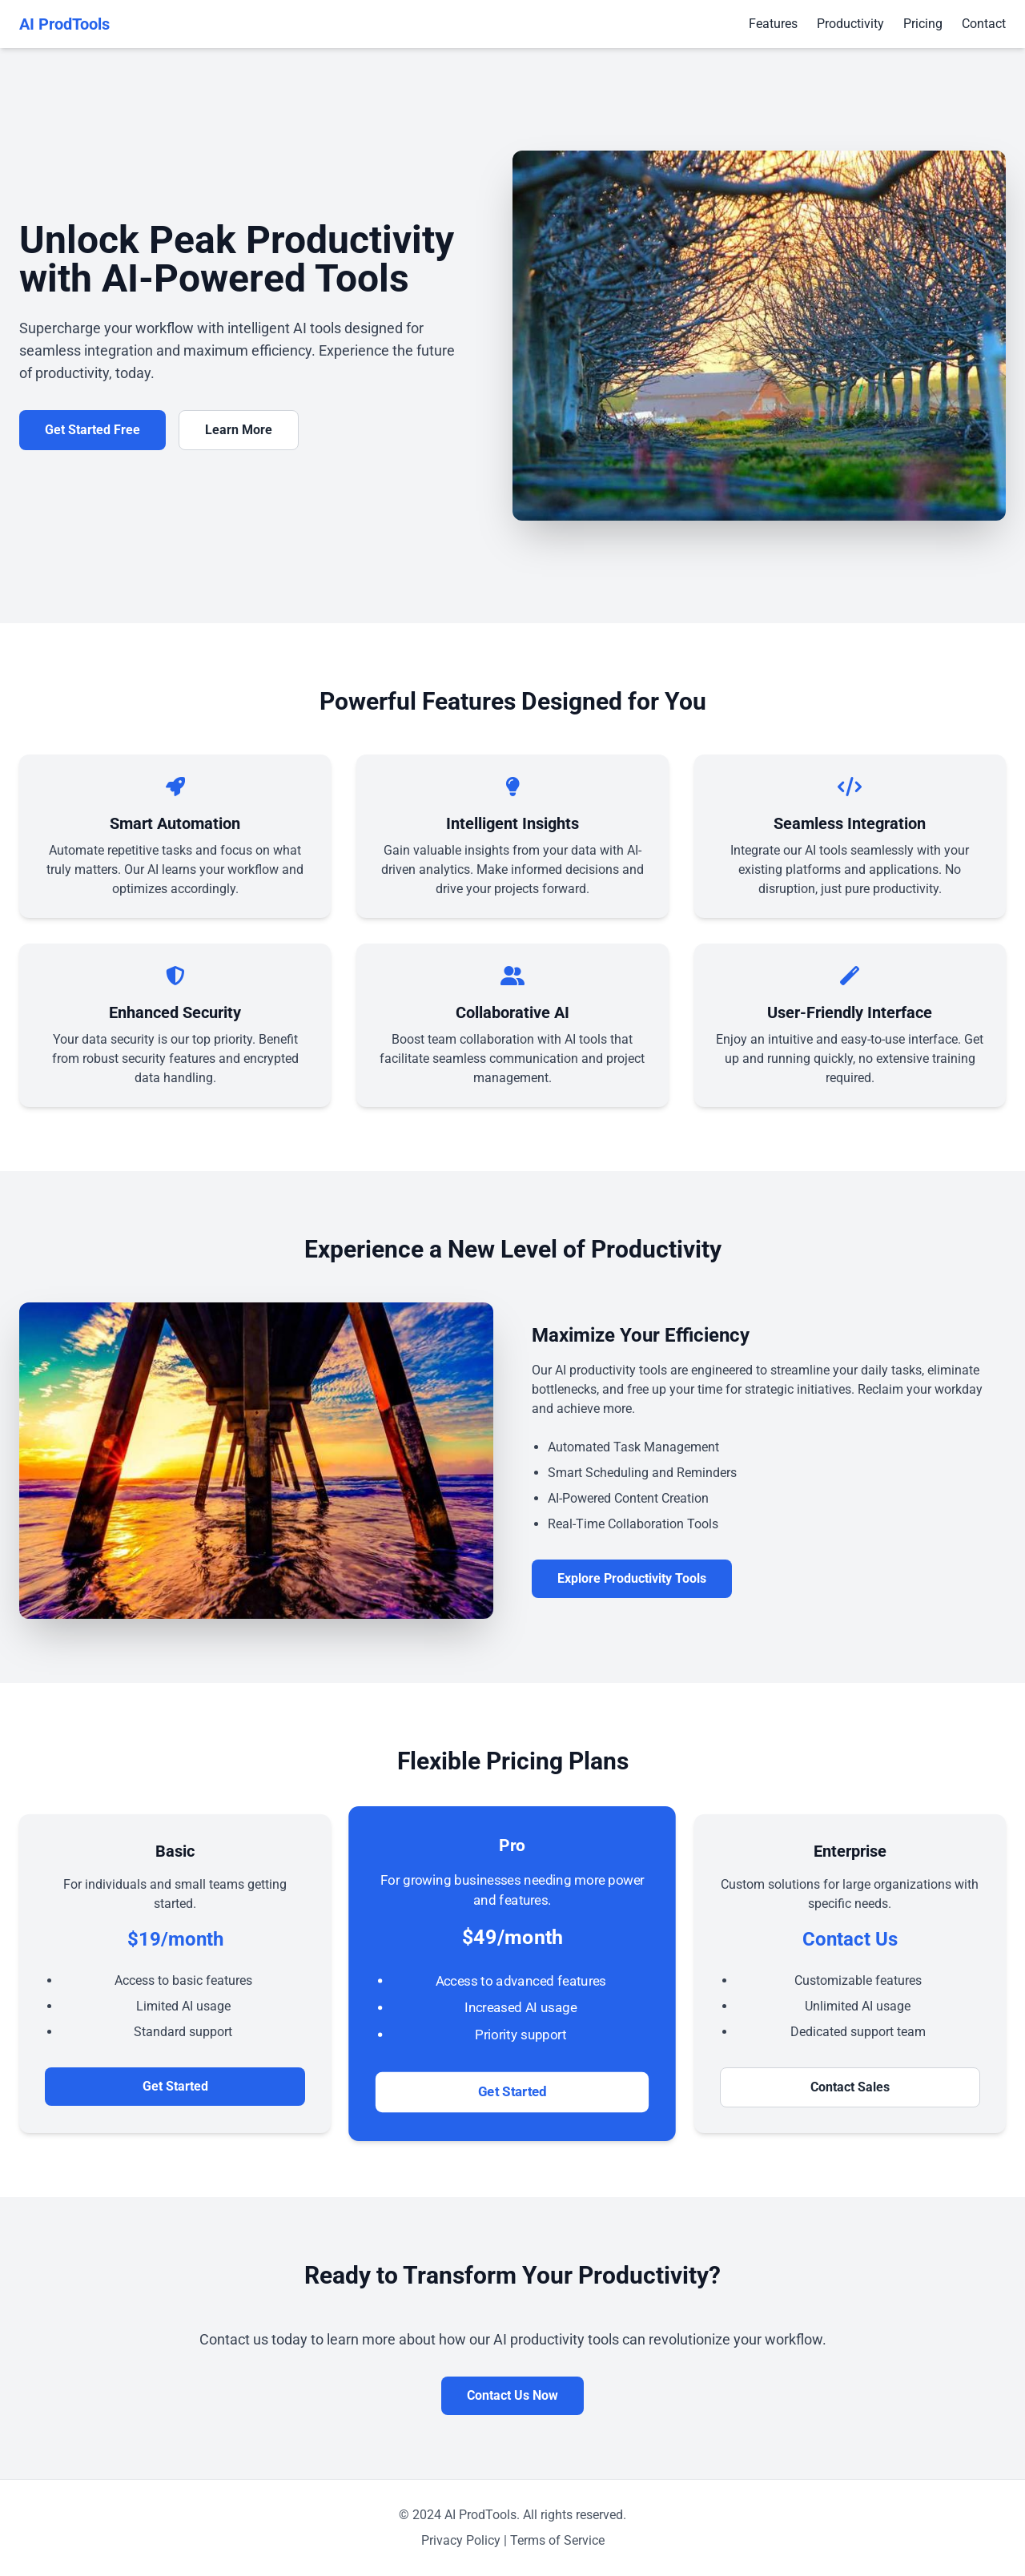 AI ProdTools
Features
Productivity
Pricing
Contact
Unlock Peak Productivity
with AI-Powered Tools
Supercharge your workflow with intelligent AI tools designed for
seamless integration and maximum efficiency. Experience the future
of productivity, today.
Get Started Free
Learn More
Powerful Features Designed for You
Smart Automation
Automate repetitive tasks and focus on what
truly matters. Our AI learns your workflow and
optimizes accordingly.
Intelligent Insights
Gain valuable insights from your data with AI-
driven analytics. Make informed decisions and
drive your projects forward.
Seamless Integration
Integrate our AI tools seamlessly with your
existing platforms and applications. No
disruption, just pure productivity.
Enhanced Security
Your data security is our top priority. Benefit
from robust security features and encrypted
data handling.
Collaborative AI
Boost team collaboration with AI tools that
facilitate seamless communication and project
management.
User-Friendly Interface
Enjoy an intuitive and easy-to-use interface. Get
up and running quickly, no extensive training
required.
Experience a New Level of Productivity
Maximize Your Efficiency
Our AI productivity tools are engineered to streamline your daily tasks, eliminate
bottlenecks, and free up your time for strategic initiatives. Reclaim your workday
and achieve more.
• Automated Task Management
• Smart Scheduling and Reminders
• AI-Powered Content Creation
• Real-Time Collaboration Tools
Explore Productivity Tools
Flexible Pricing Plans
Basic
For individuals and small teams getting
started.
$19/month
• Access to basic features
• Limited AI usage
• Standard support
Get Started
Pro
For growing businesses needing more power
and features.
$49/month
• Access to advanced features
• Increased AI usage
• Priority support
Get Started
Enterprise
Custom solutions for large organizations with
specific needs.
Contact Us
• Customizable features
• Unlimited AI usage
• Dedicated support team
Contact Sales
Ready to Transform Your Productivity?
Contact us today to learn more about how our AI productivity tools can revolutionize your workflow.
Contact Us Now
© 2024 AI ProdTools. All rights reserved.
Privacy Policy | Terms of Service